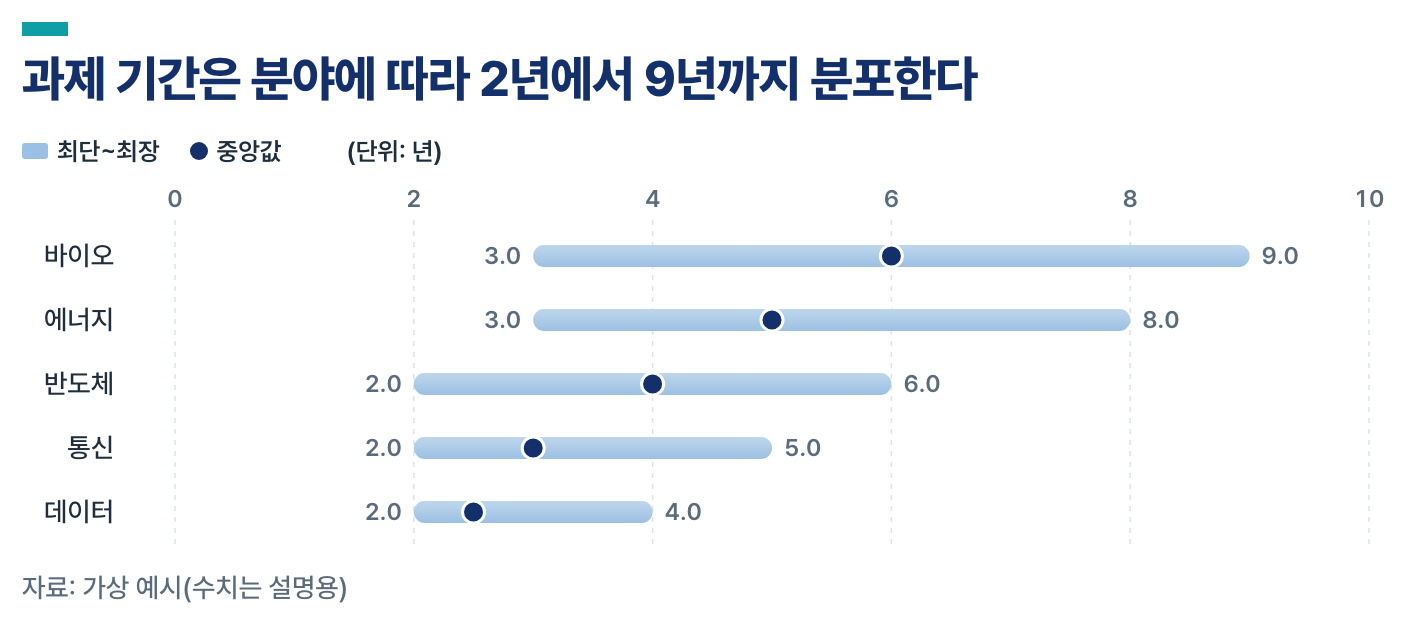 과제 기간은 분야에 따라 2년에서 9년까지 분포한다
최단~최장 중앙값 (단위: 년)
0 2 4 6 8 10
바이오 3.0 9.0
에너지 3.0 8.0
반도체 2.0 6.0
통신 2.0 5.0
데이터 2.0 4.0
자료: 가상 예시(수치는 설명용)